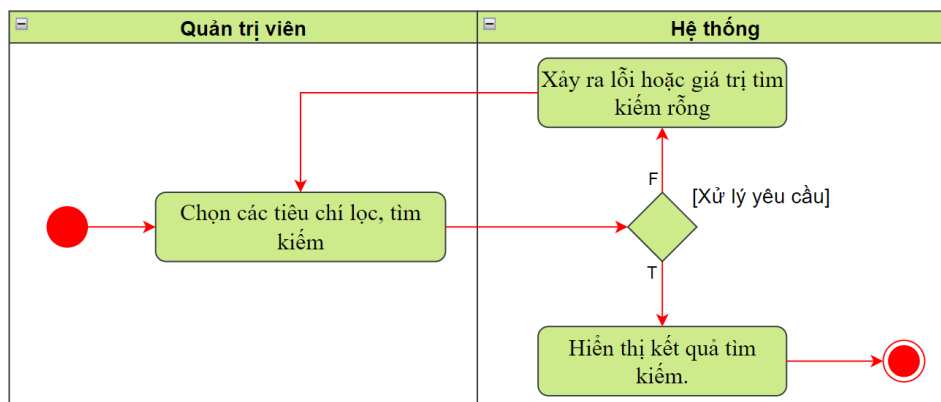 Quản trị viên
Hệ thống
Xảy ra lỗi hoặc giá trị tìm
kiếm rỗng
Chọn các tiêu chí lọc, tìm
kiếm
F
[Xử lý yêu cầu]
T
Hiển thị kết quả tìm
kiếm.